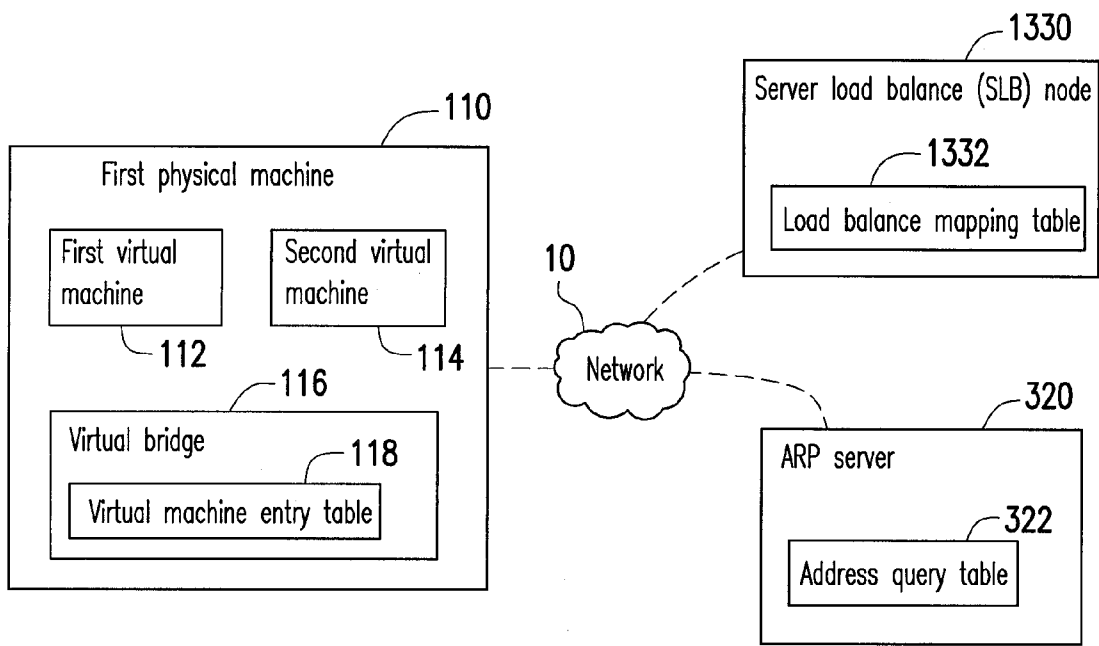 1330
Server load balance (SLB) node
1332
Load balance mapping table
110
First physical machine
First virtual
machine
112
Second virtual
machine
114
116
Virtual bridge
118
Virtual machine entry table
10
Network
320
ARP server
322
Address query table